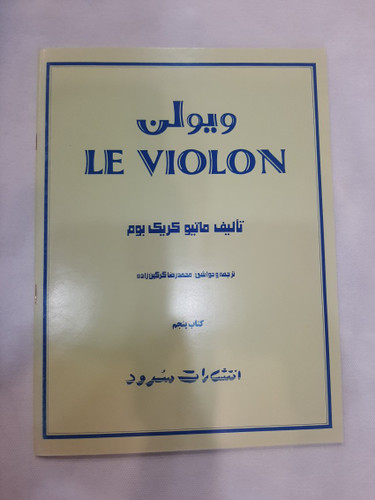 ویولن
LE VIOLON
تألیف ماتیو کریک بوم
ترجمه و حواشی: محمدرضا گرگین زاده
کتاب پنجم
انتشارات سرود